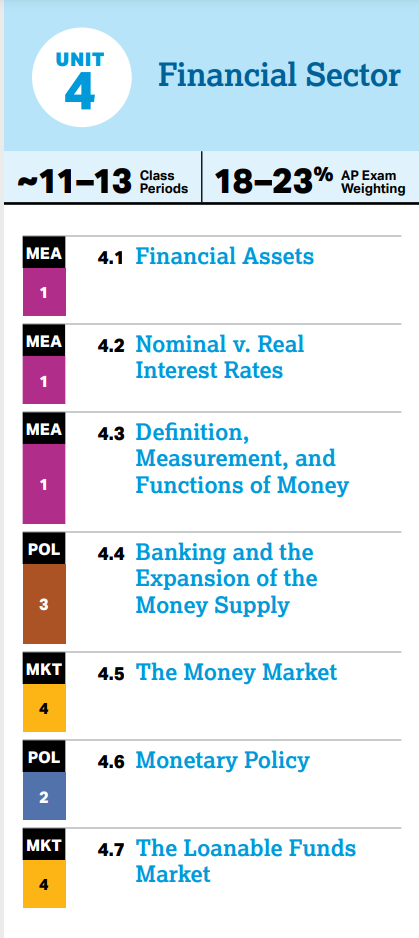 UNIT
4
Financial Sector
~11–13 Class Periods
18–23% AP Exam Weighting
MEA
1
4.1 Financial Assets
MEA
1
4.2 Nominal v. Real
Interest Rates
MEA
1
4.3 Definition,
Measurement, and
Functions of Money
POL
3
4.4 Banking and the
Expansion of the
Money Supply
MKT
4
4.5 The Money Market
POL
2
4.6 Monetary Policy
MKT
4
4.7 The Loanable Funds
Market